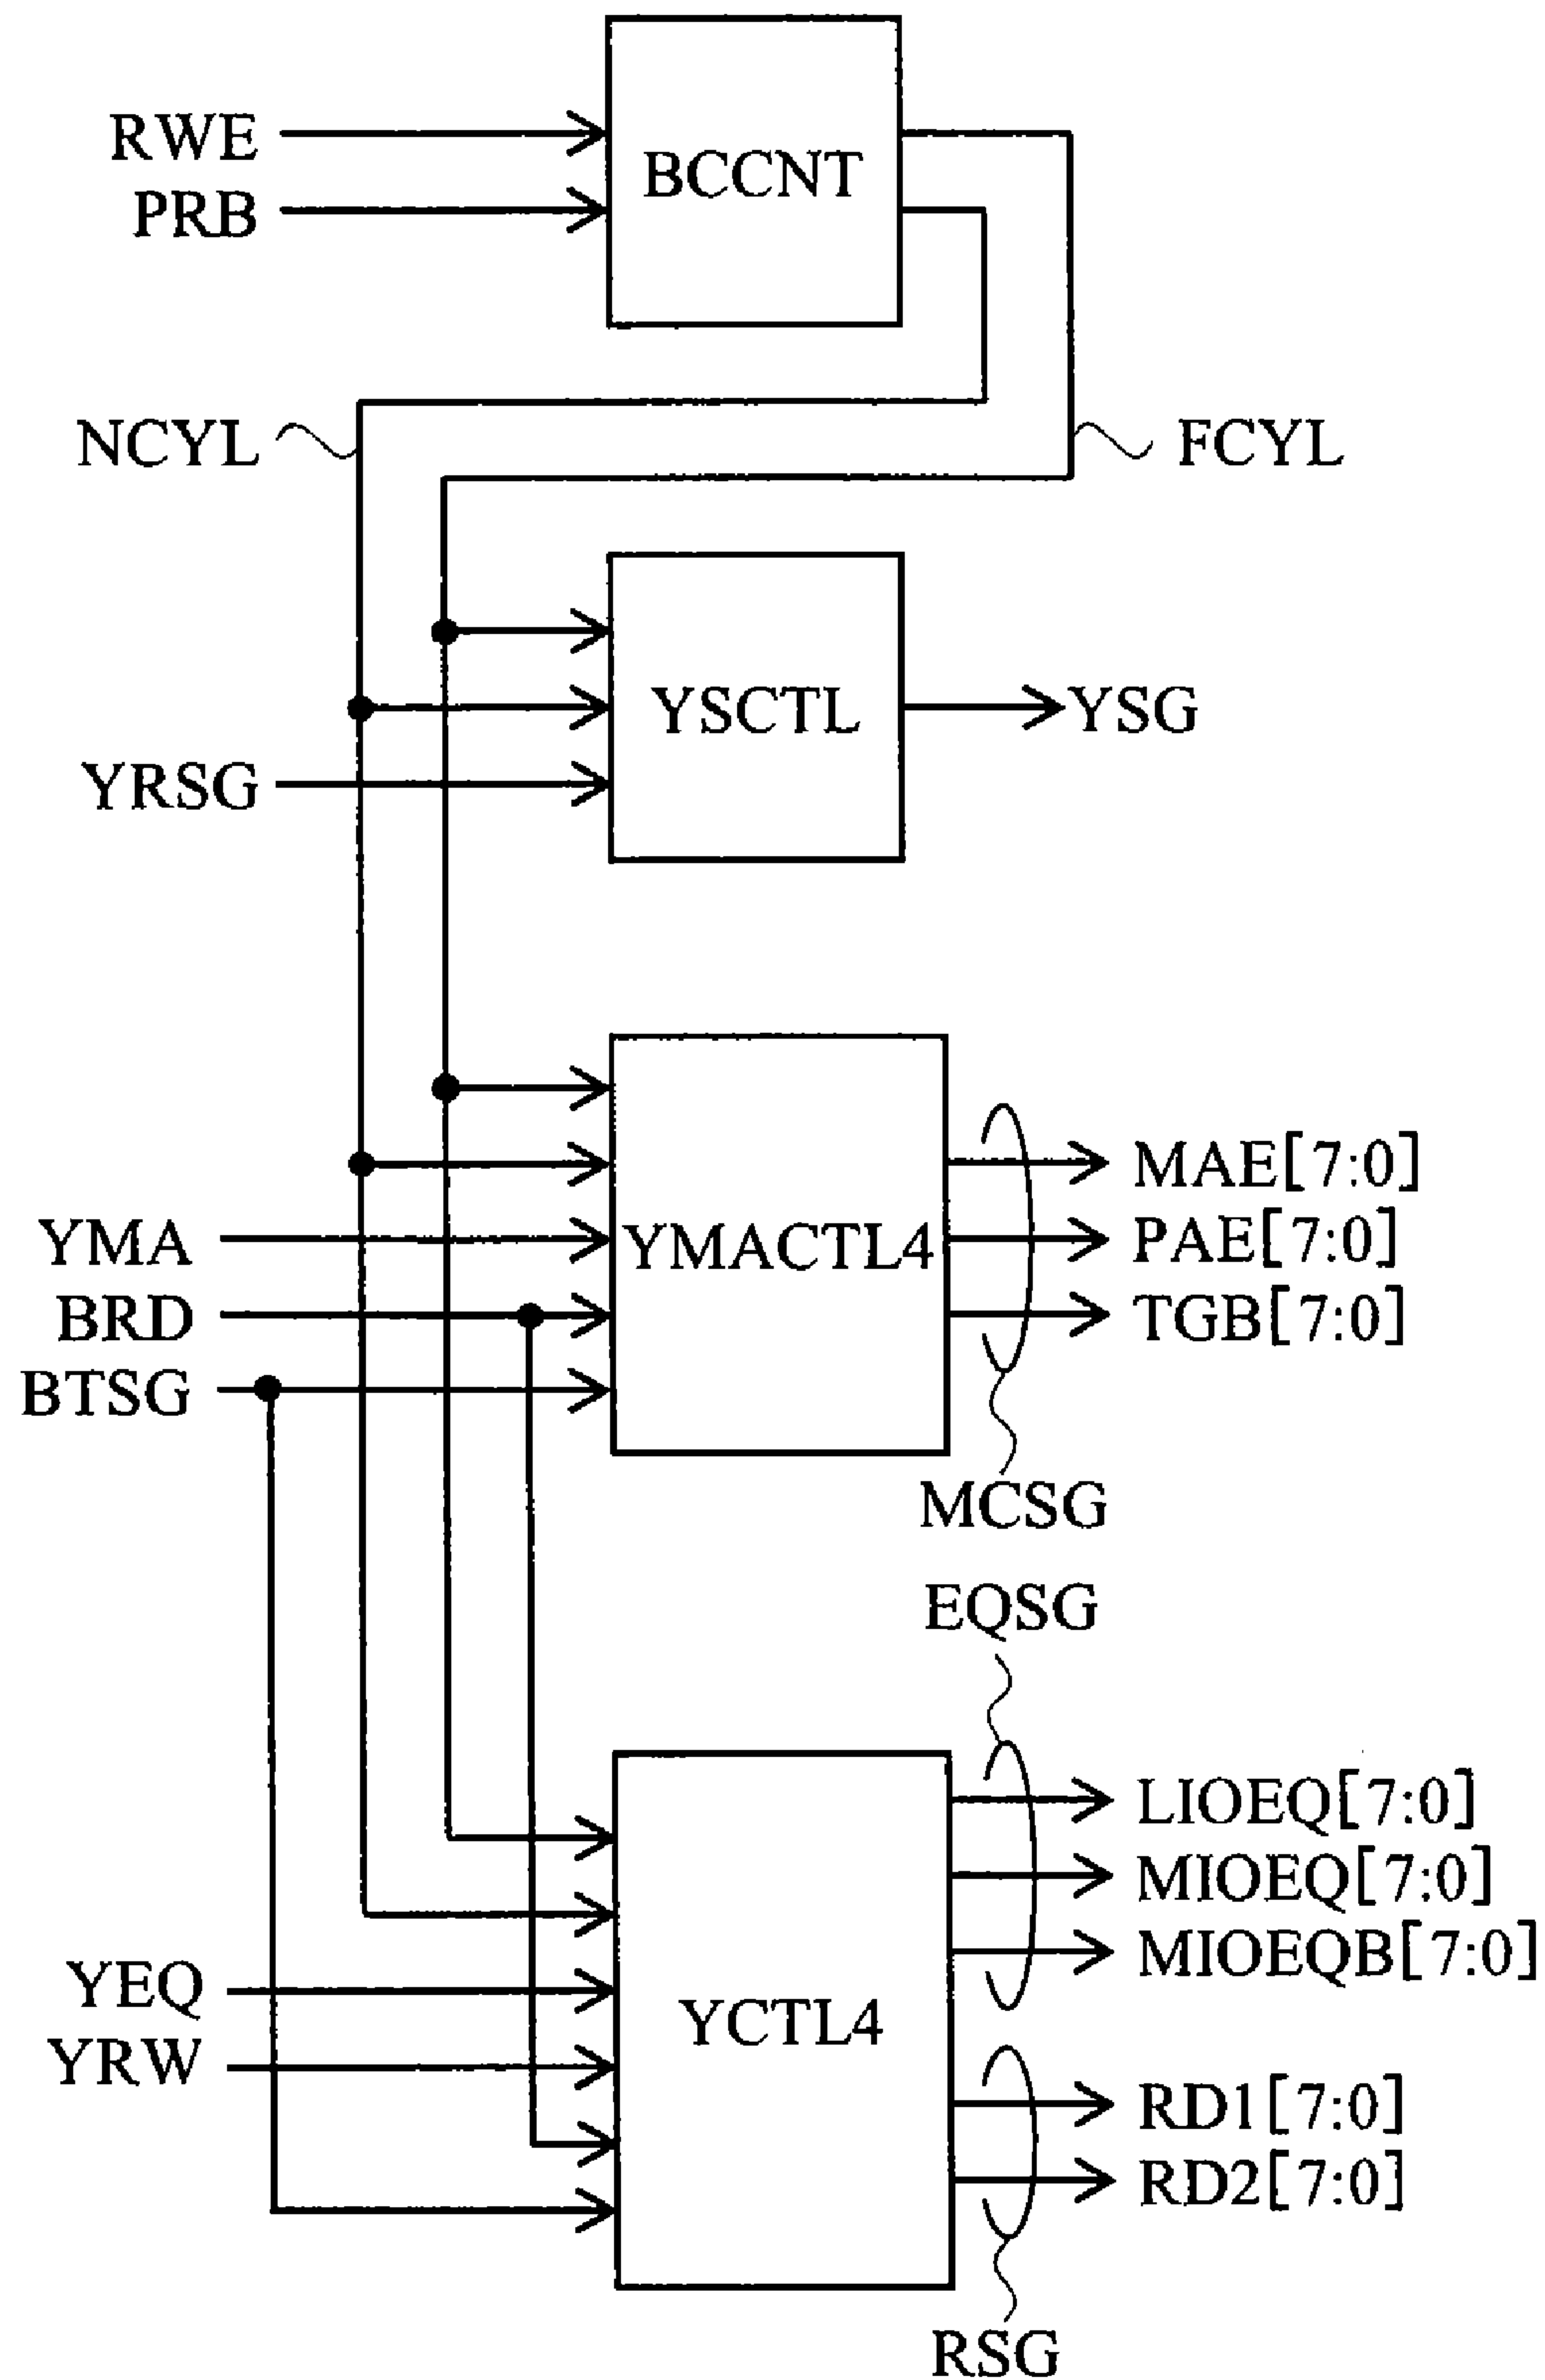 RWE
PRB
BCCNT
NCYL
FCYL
YSCTL
YSG
YRSG
MAE[7:0]
YMA
YMACTL4
PAE[7:0]
BRD
TGB[7:0]
BTSG
MCSG
EQSG
LIOEQ[7:0]
MIOEQ[7:0]
MIOEQB[7:0]
YEQ
YCTL4
YRW
RD1[7:0]
RD2[7:0]
RSG